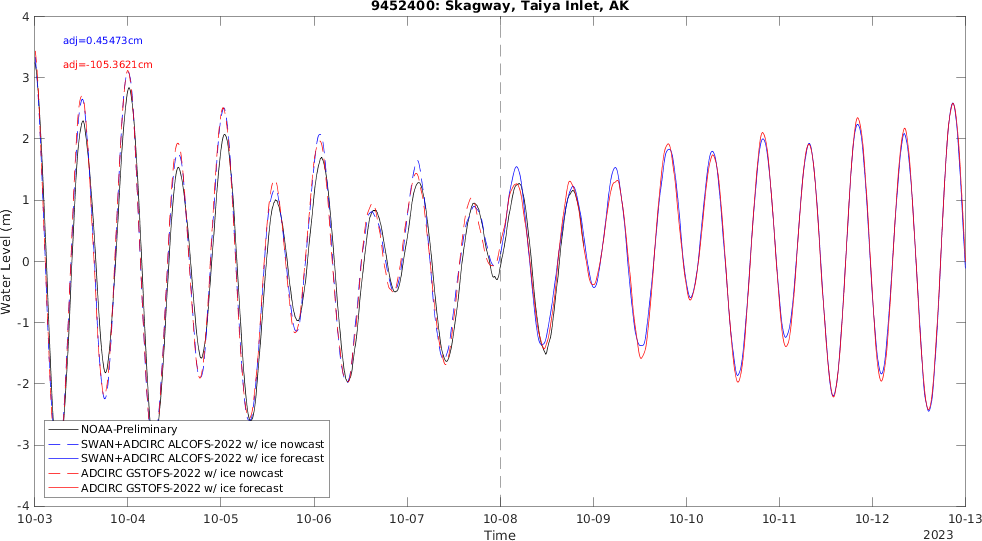 9452400: Skagway, Taiya Inlet, AK
adj=0.45473cm
adj=-105.3621cm
Water Level (m)
4
3
2
1
0
-1
-2
-3
-4
NOAA-Preliminary
SWAN+ADCIRC ALCOFS-2022 w/ ice nowcast
SWAN+ADCIRC ALCOFS-2022 w/ ice forecast
ADCIRC GSTOFS-2022 w/ ice nowcast
ADCIRC GSTOFS-2022 w/ ice forecast
10-03 10-04 10-05 10-06 10-07 10-08 10-09 10-10 10-11 10-12 10-13
Time
2023